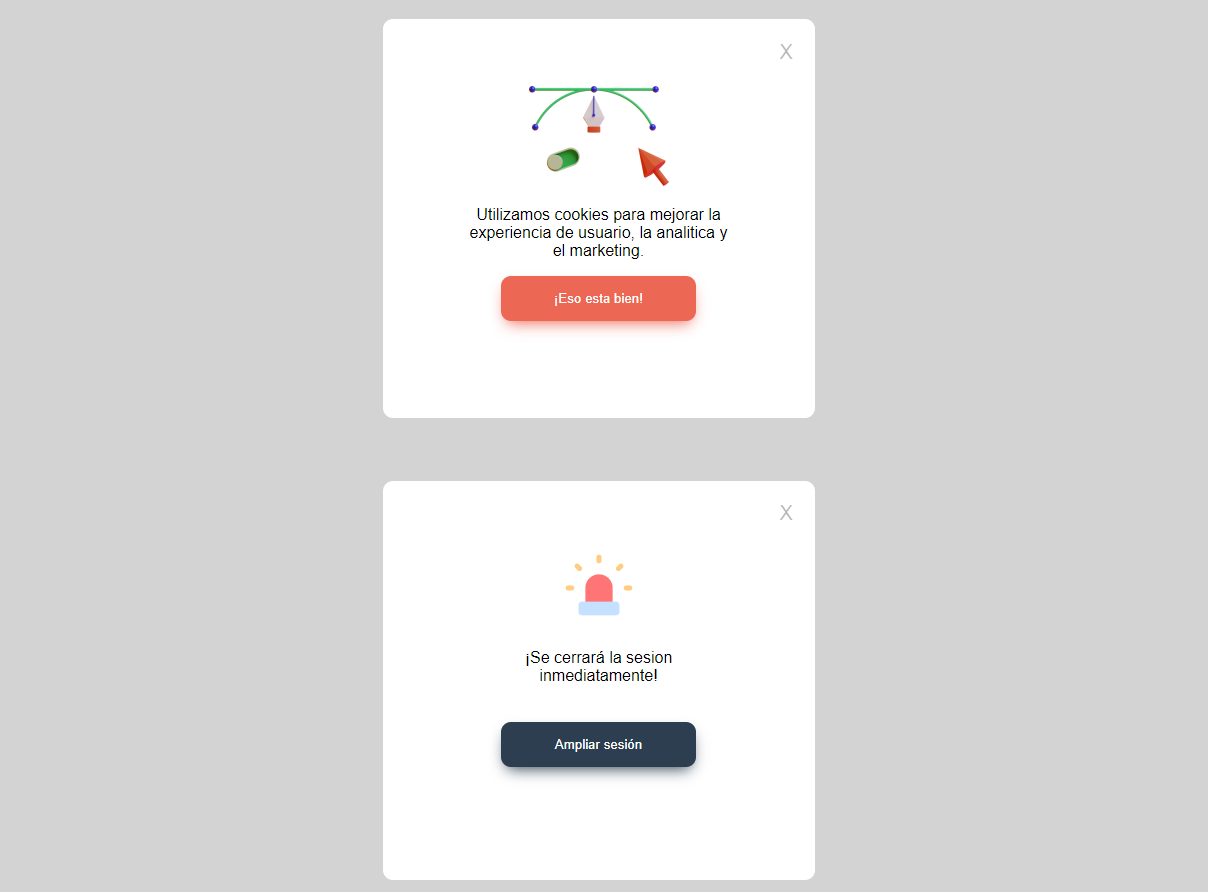 X
Utilizamos cookies para mejorar la
experiencia de usuario, la analitica y
el marketing.
¡Eso esta bien!
X
¡Se cerrará la sesion
inmediatamente!
Ampliar sesión